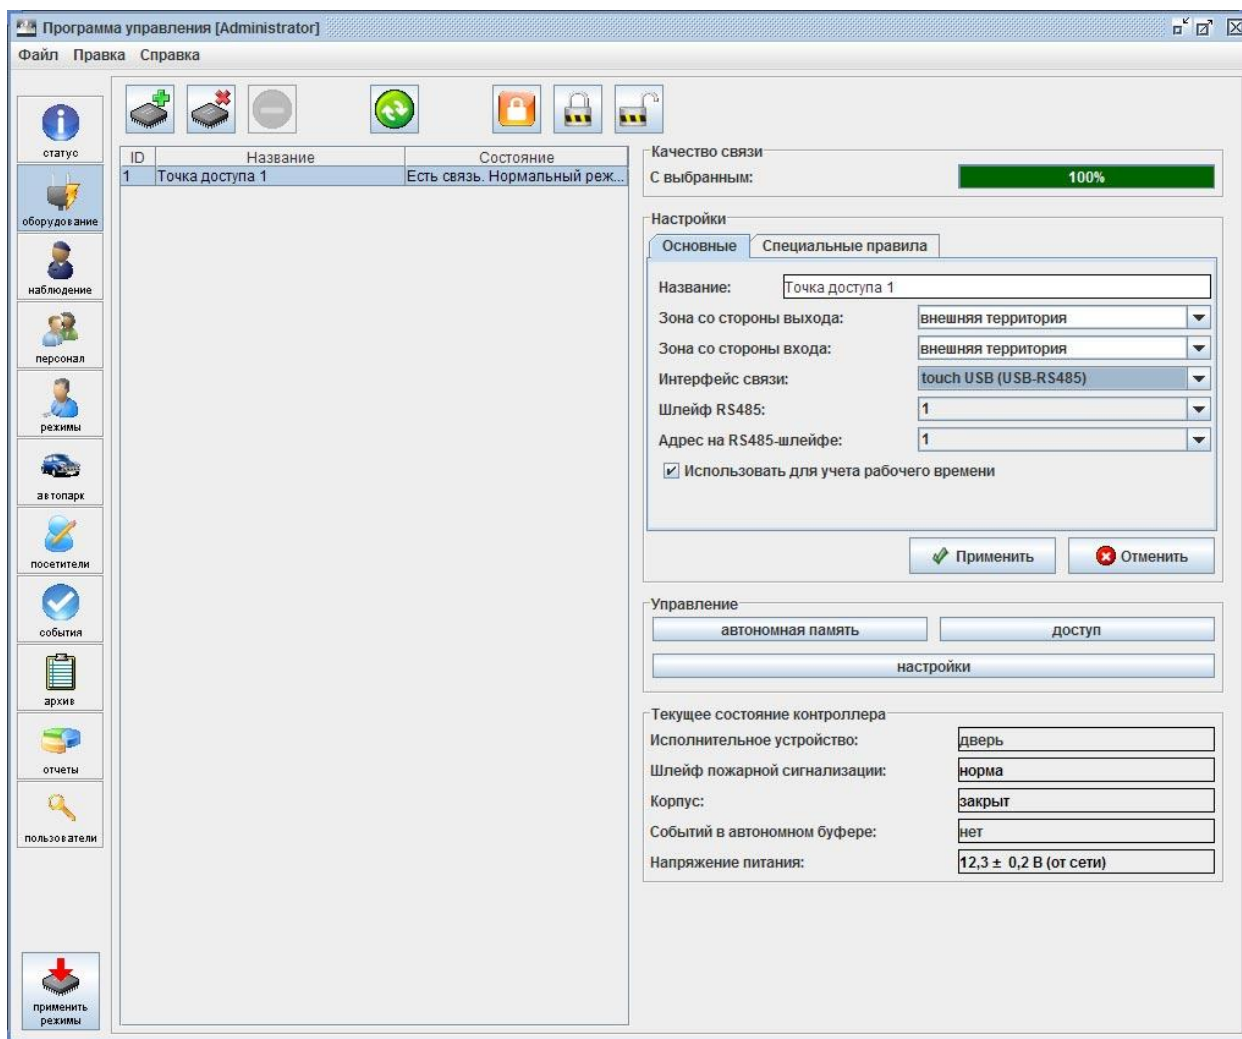 Программа управления [Administrator]
Файл Правка Справка
статус
оборудование
наблюдение
персонал
режимы
автопарк
посетители
события
архив
отчеты
пользователи
применить
режимы
ID Название Состояние
1 Точка доступа 1 Есть связь. Нормальный реж...
Качество связи
С выбранным: 100%
Настройки
Основные Специальные правила
Название: Точка доступа 1
Зона со стороны выхода: внешняя территория
Зона со стороны входа: внешняя территория
Интерфейс связи: touch USB (USB-RS485)
Шлейф RS485: 1
Адрес на RS485-шлейфе: 1
Использовать для учета рабочего времени
Применить Отменить
Управление
автономная память доступ
настройки
Текущее состояние контроллера
Исполнительное устройство: дверь
Шлейф пожарной сигнализации: норма
Корпус: закрыт
Событий в автономном буфере: нет
Напряжение питания: 12,3 ± 0,2 В (от сети)